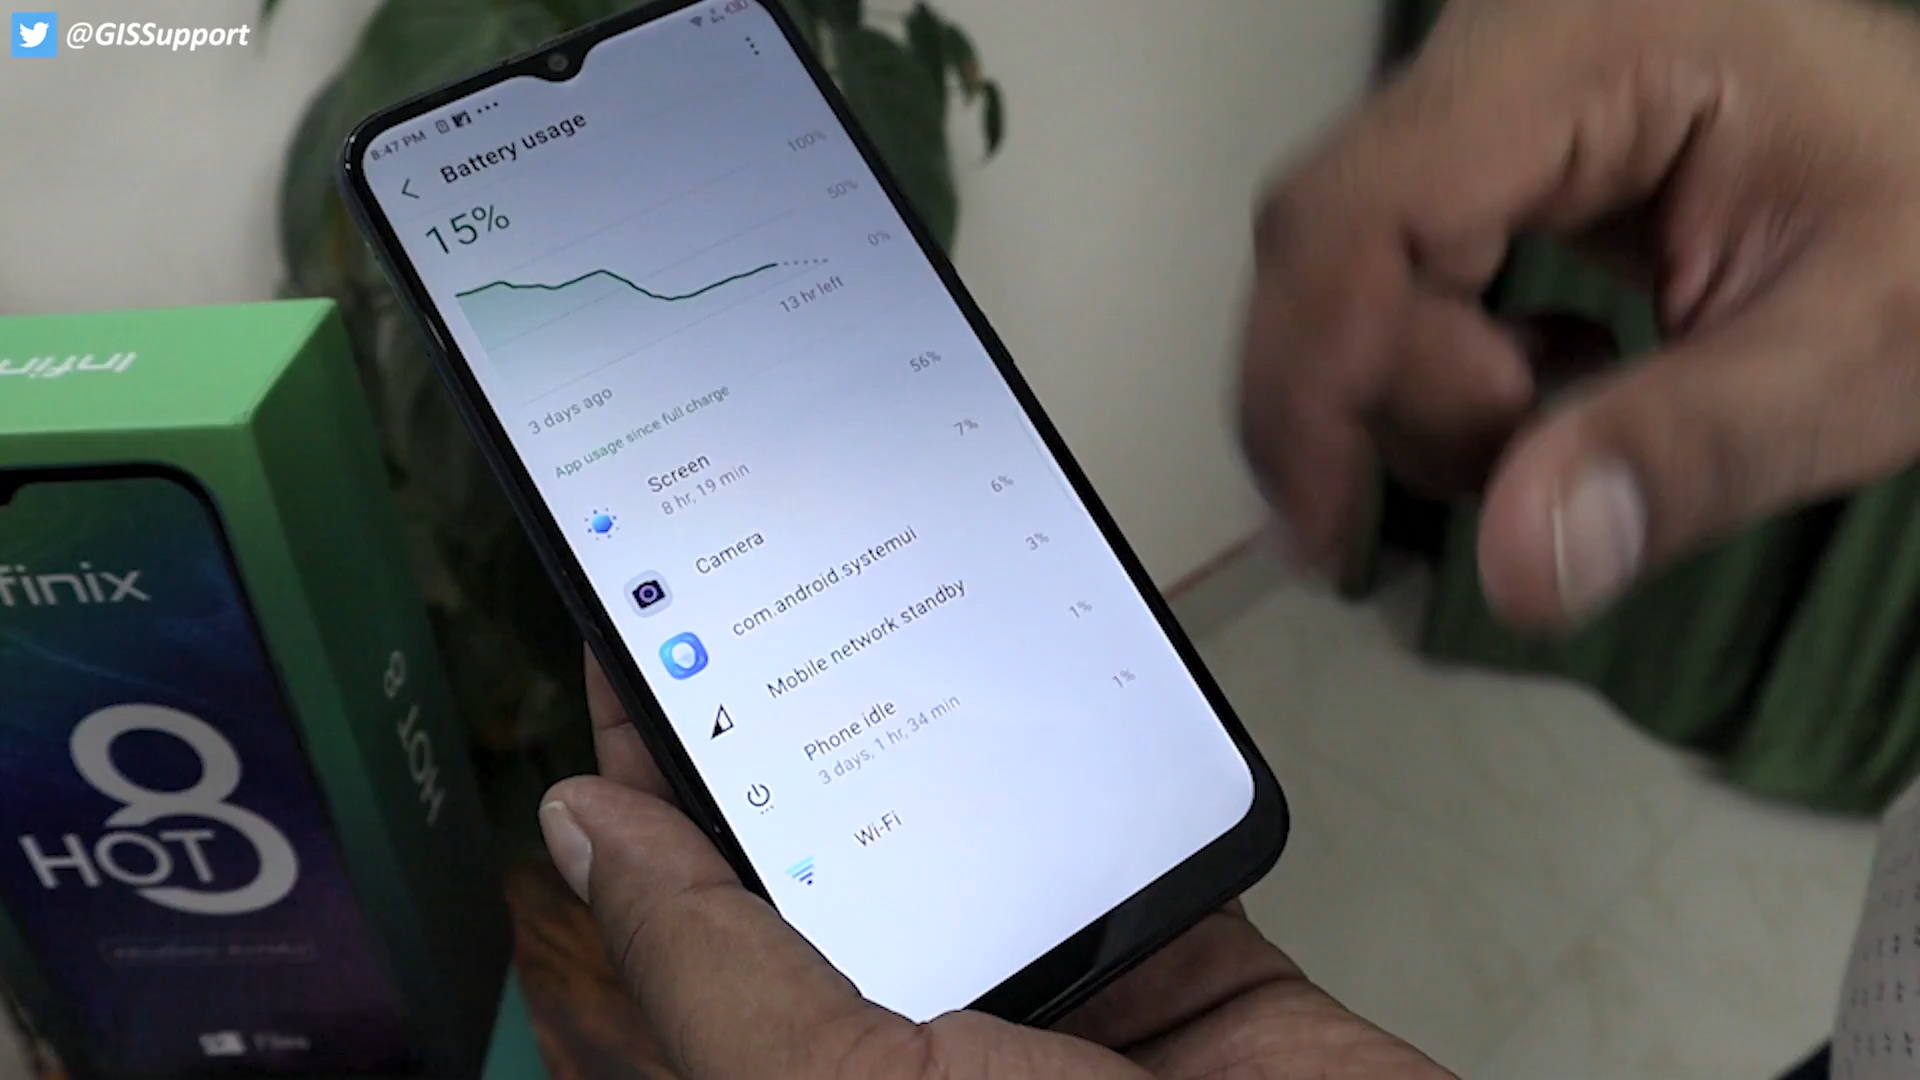 @GISSupport
8:47 PM
Battery usage
15%
100%
50%
0%
13 hr left
3 days ago
App usage since full charge
Screen
56%
8 hr, 19 min
Camera
7%
com.android.systemui
6%
Mobile network standby
3%
Phone idle
1%
3 days, 1 hr, 34 min
Wi-Fi
1%
Infin
finix
HOT 8
HOT 8